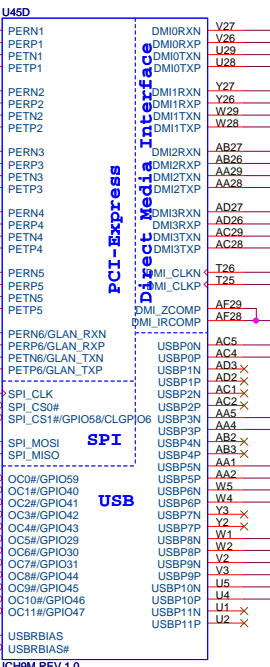 U45D
PERN1 DMI0RXN V27
PERP1 DMI0RXP V26
PETN1 DMI0TXN U29
PETP1 DMI0TXP U28
PERN2 DMI1RXN Y27
PERP2 DMI1RXP Y26
PETN2 DMI1TXN W29
PETP2 DMI1TXP W28
PERN3 DMI2RXN AB27
PERP3 DMI2RXP AB26
PETN3 DMI2TXN AA29
PETP3 DMI2TXP AA28
PERN4 DMI3RXN AD27
PERP4 DMI3RXP AD26
PETN4 DMI3TXN AC29
PETP4 DMI3TXP AC28
PCI-Express
Direct Media Interface
PERN5 DMI_CLKN T26
PERP5 DMI_CLKP T25
PETN5
PETP5 DMI_ZCOMP AF29
DMI_IRCOMP AF28
PERN6/GLAN_RXN
PERP6/GLAN_RXP USBP0N AC5
PETN6/GLAN_TXN USBP0P AC4
PETP6/GLAN_TXP USBP1N AD3
USBP1P AD2
SPI_CLK USBP2N AC1
SPI_CS0# USBP2P AC2
SPI_CS1#/GPIO58/CLGPIO6 USBP3N AA5
USBP3P AA4
SPI_MOSI SPI USBP4N AB2
SPI_MISO USBP4P AB3
USBP5N AA1
OC0#/GPIO59 USBP5P AA2
OC1#/GPIO40 USBP6N W5
OC2#/GPIO41 USB USBP6P W4
OC3#/GPIO42 USBP7N Y3
OC4#/GPIO43 USBP7P Y2
OC5#/GPIO29 USBP8N W1
OC6#/GPIO30 USBP8P W2
OC7#/GPIO31 USBP9N V2
OC8#/GPIO44 USBP9P V3
OC9#/GPIO45 USBP10N U5
OC10#/GPIO46 USBP10P U4
OC11#/GPIO47 USBP11N U1
USBP11P U2
USBRBIAS
USBRBIAS#
ICH9M REV 1.0